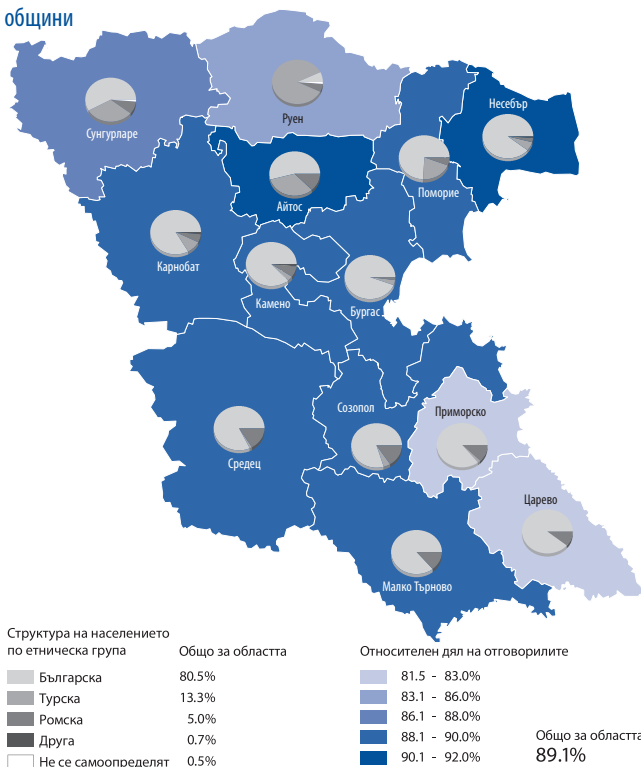 общини
Несебър
Руен
Сунгурларе
Айтос
Поморие
Карнобат
Камено
Бургас
Созопол
Приморско
Средец
Царево
Малко Търново
Структура на населението
по ететническа група Общо за областта
Българска 80.5%
Турска 13.3%
Ромска 5.0%
Друга 0.7%
Не се самоопределят 0.5%
Относителен дял на отговорилите
81.5 - 83.0%
83.1 - 86.0%
86.1 - 88.0%
88.1 - 90.0%
90.1 - 92.0%
Общо за областта
89.1%